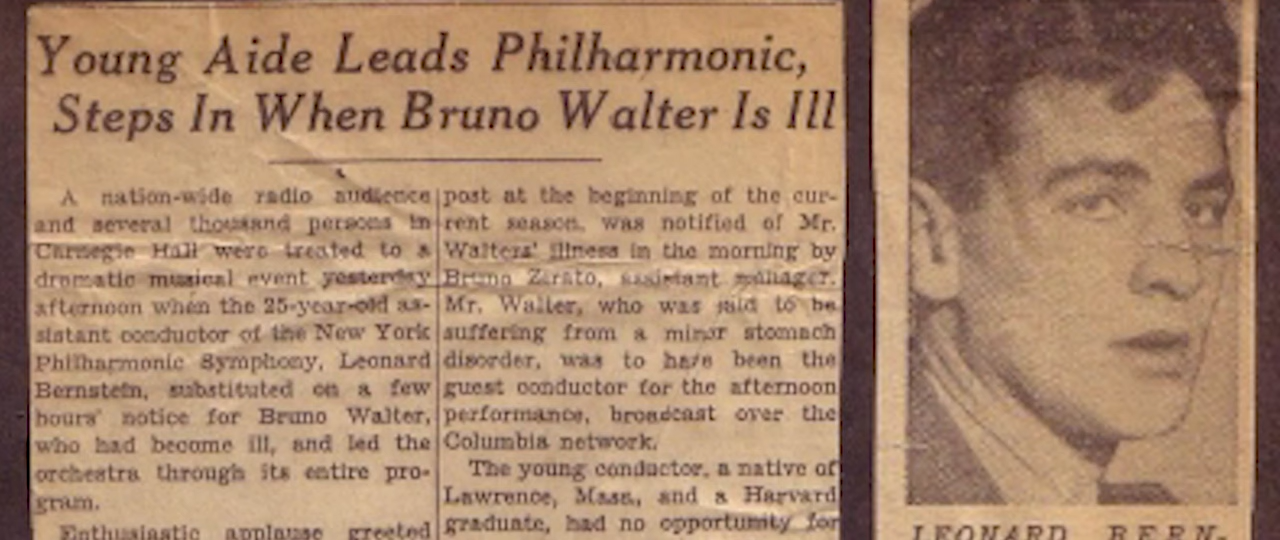 Young Aide Leads Philharmonic,
Steps In When Bruno Walter Is Ill
A nation-wide radio audience
and several thousand persons in
Carnegie Hall were treated to a
dramatic musical event yesterday
afternoon when the 25-year-old as-
sistant conductor of the New York
Philharmonic Symphony, Leonard
Bernstein, substituted on a few
hours' notice for Bruno Walter,
who had become ill, and led the
orchestra through its entire pro-
gram.
Enthusiastic applause greeted
post at the beginning of the cur-
rent season, was notified of Mr.
Walters' illness in the morning by
Bruno Zirato, assistant manager.
Mr. Walter, who was said to be
suffering from a minor stomach
disorder, was to have been the
guest conductor for the afternoon
performance, broadcast over the
Columbia network.
The young conductor, a native of
Lawrence, Mass., and a Harvard
graduate, had no opportunity for
LEONARD BERN-